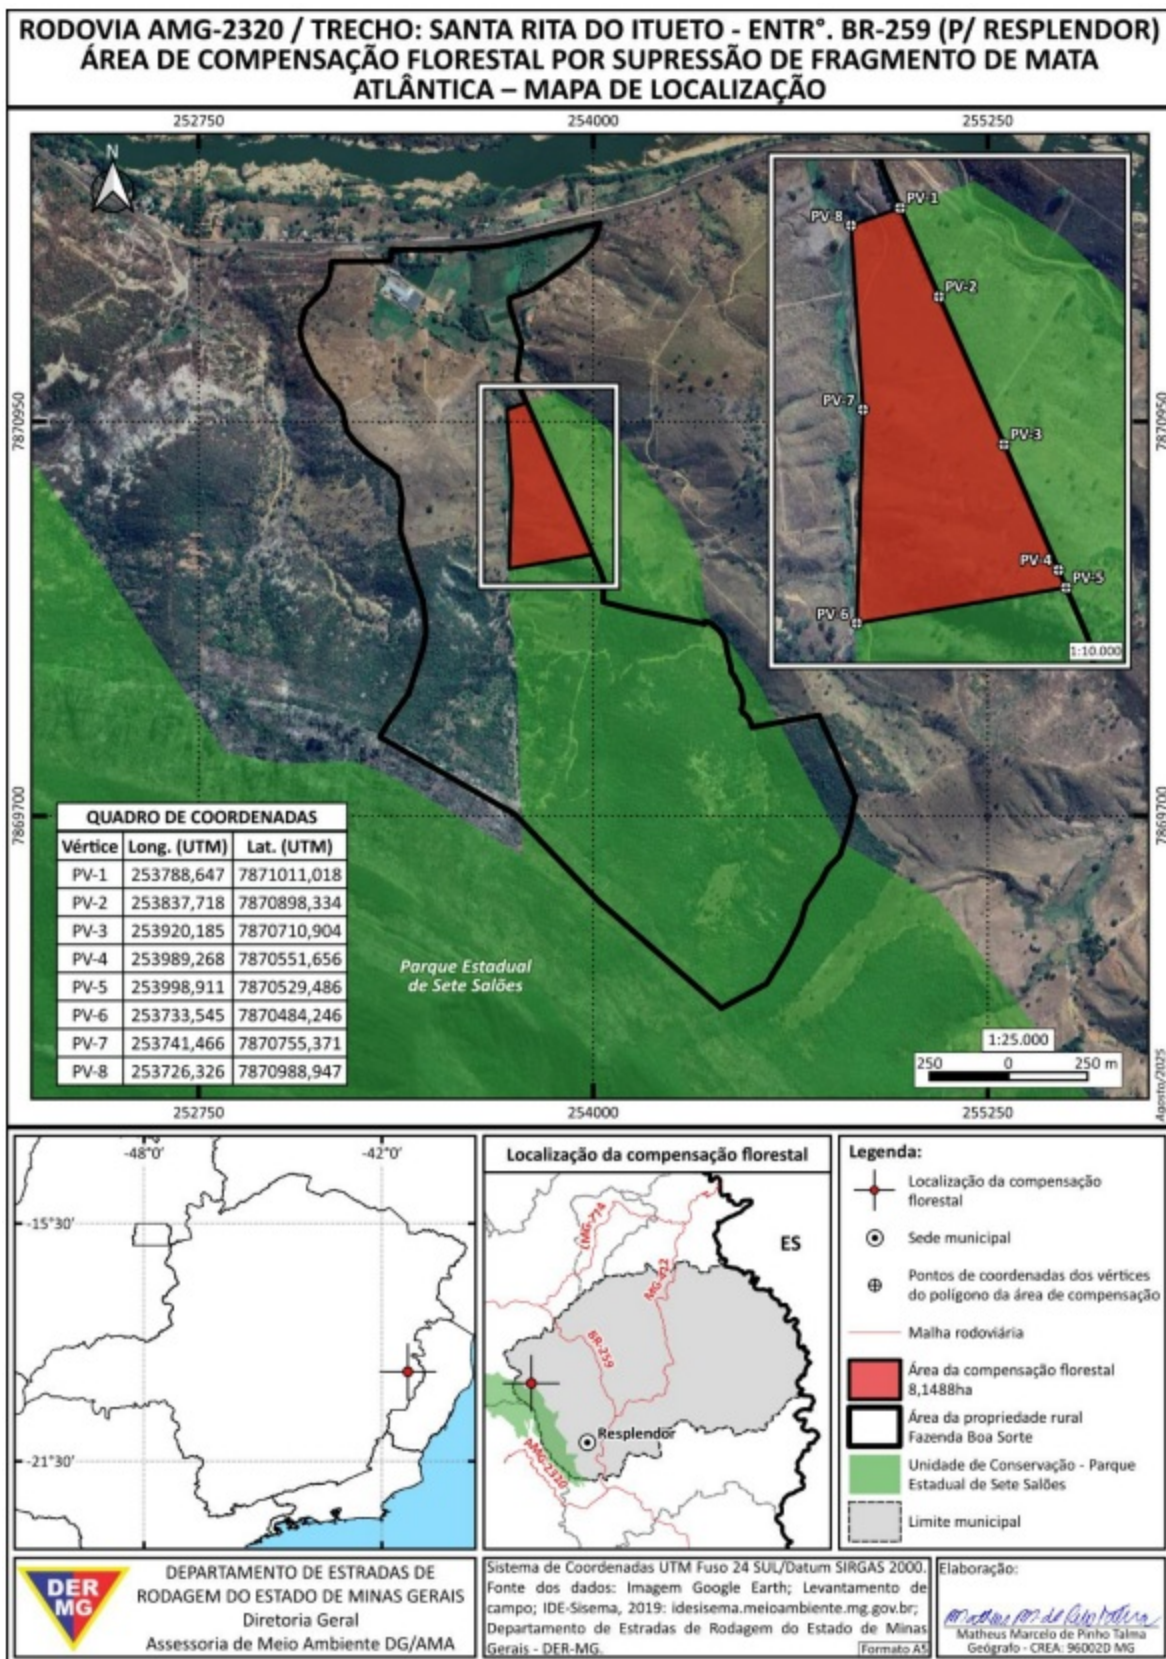 RODOVIA AMG-2320 / TRECHO: SANTA RITA DO ITUETO - ENTR°. BR-259 (P/ RESPLENDOR)
ÁREA DE COMPENSAÇÃO FLORESTAL POR SUPRESSÃO DE FRAGMENTO DE MATA
ATLÂNTICA – MAPA DE LOCALIZAÇÃO
252750 254000 255250
N
PV-1
PV-8
PV-2
PV-7
PV-3
PV-4
PV-5
PV-6
1:10.000
7870950 7870950
7869700 7869700
QUADRO DE COORDENADAS
Vértice Long. (UTM) Lat. (UTM)
PV-1 253788,647 7871011,018
PV-2 253837,718 7870898,334
PV-3 253920,185 7870710,904
PV-4 253989,268 7870551,656
PV-5 253998,911 7870529,486
PV-6 253733,545 7870484,246
PV-7 253741,466 7870755,371
PV-8 253726,326 7870988,947
Parque Estadual
de Sete Salões
1:25.000
250 0 250 m
Agosto/2025
252750 254000 255250
-48°0' -42°0'
-15°30'
-21°30'
Localização da compensação florestal
LMG-774
MG-412
ES
BR-259
Resplendor
AMG-2310
Legenda:
Localização da compensação
florestal
Sede municipal
Pontos de coordenadas dos vértices
do polígono da área de compensação
Malha rodoviária
Área da compensação florestal
8,1488ha
Área da propriedade rural
Fazenda Boa Sorte
Unidade de Conservação - Parque
Estadual de Sete Salões
Limite municipal
DER
MG
DEPARTAMENTO DE ESTRADAS DE
RODAGEM DO ESTADO DE MINAS GERAIS
Diretoria Geral
Assessoria de Meio Ambiente DG/AMA
Sistema de Coordenadas UTM Fuso 24 SUL/Datum SIRGAS 2000.
Fonte dos dados: Imagem Google Earth; Levantamento de
campo; IDE-Sisema, 2019: idesisema.meioambiente.mg.gov.br;
Departamento de Estradas de Rodagem do Estado de Minas
Gerais - DER-MG.
Formato A5
Elaboração:
Matheus Marcelo de Pinho Talma
Geógrafo - CREA: 96002D MG